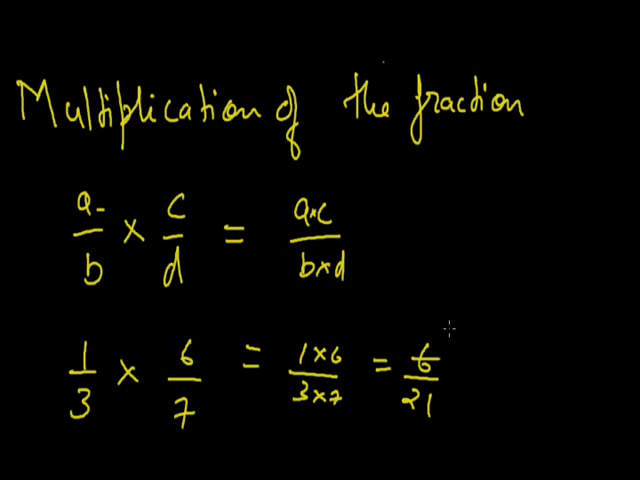 Multiplication of the fraction
a/b × c/d = a×c/b×d
1/3 × 6/7 = 1×6/3×7 = 6/21